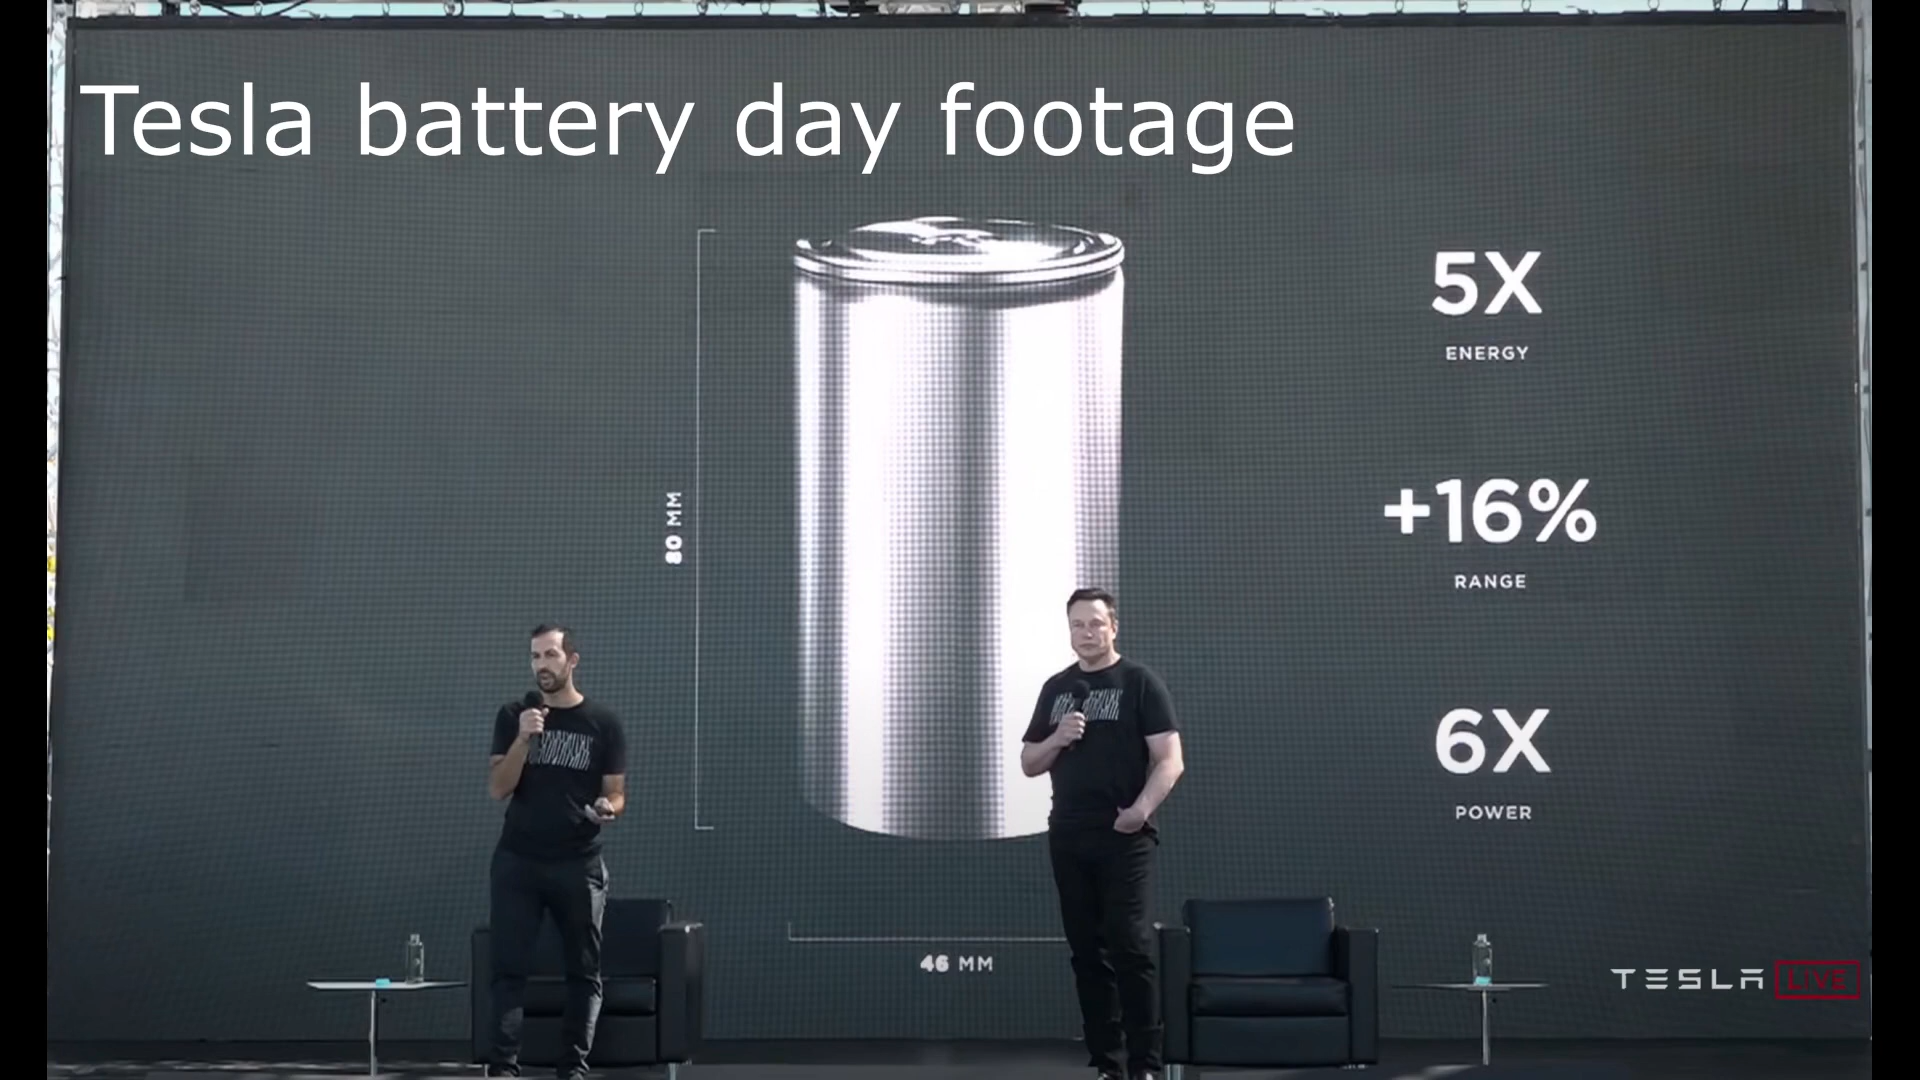 Tesla battery day footage
5X
ENERGY
+16%
RANGE
6X
POWER
80 MM
46 MM
TESLA LIVE